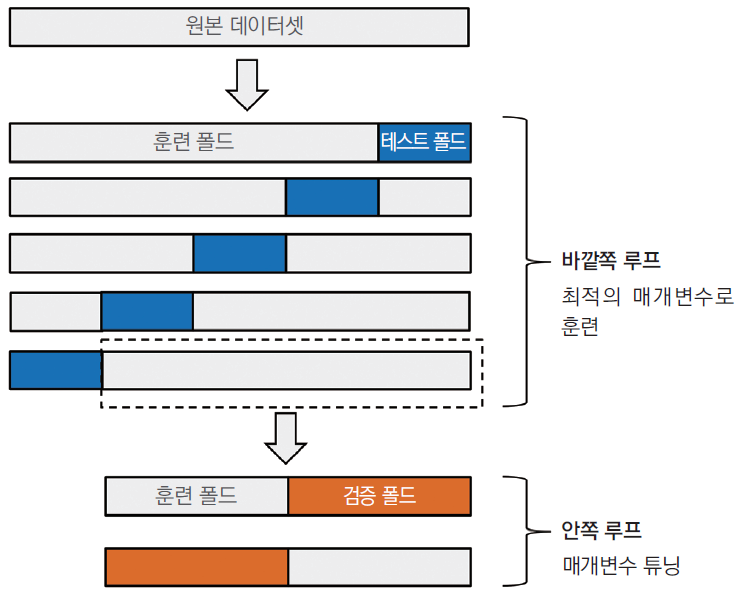 원본 데이터셋
훈련 폴드
테스트 폴드
바깥쪽 루프
최적의 매개변수로
훈련
훈련 폴드
검증 폴드
안쪽 루프
매개변수 튜닝